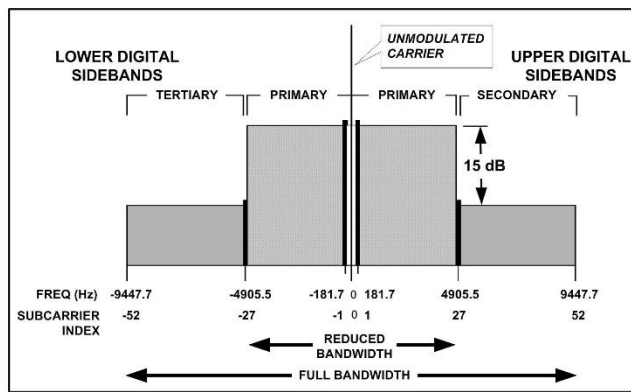 UNMODULATED
CARRIER
LOWER DIGITAL
SIDEBANDS
UPPER DIGITAL
SIDEBANDS
TERTIARY PRIMARY PRIMARY SECONDARY
15 dB
FREQ (Hz) -9447.7 -4905.5 -181.7 0 181.7 4905.5 9447.7
SUBCARRIER
INDEX -52 -27 -1 0 1 27 52
REDUCED
BANDWIDTH
FULL BANDWIDTH